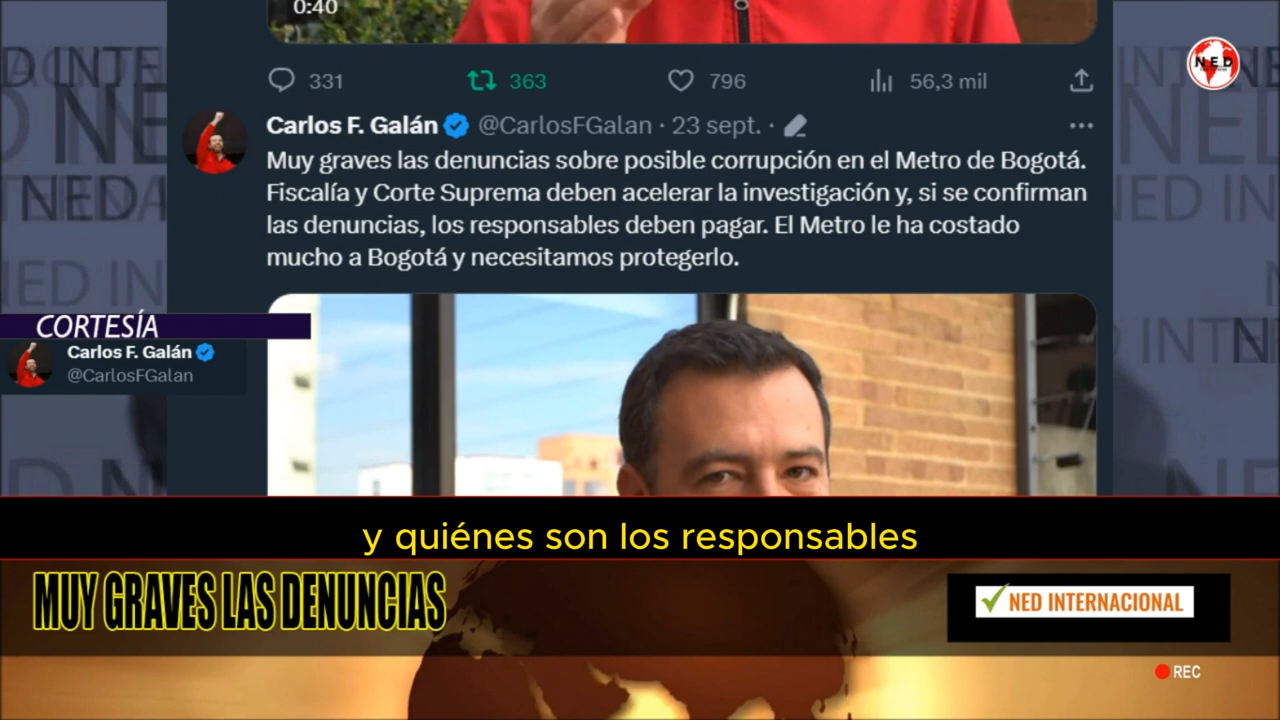 0:40
331 363 796 56,3 mil
NED
Carlos F. Galán @CarlosFGalan · 23 sept. ·
Muy graves las denuncias sobre posible corrupción en el Metro de Bogotá.
Fiscalía y Corte Suprema deben acelerar la investigación y, si se confirman
las denuncias, los responsables deben pagar. El Metro le ha costado
mucho a Bogotá y necesitamos protegerlo.
CORTESÍA
Carlos F. Galán
@CarlosFGalan
y quiénes son los responsables
MUY GRAVES LAS DENUNCIAS
NED INTERNACIONAL
REC